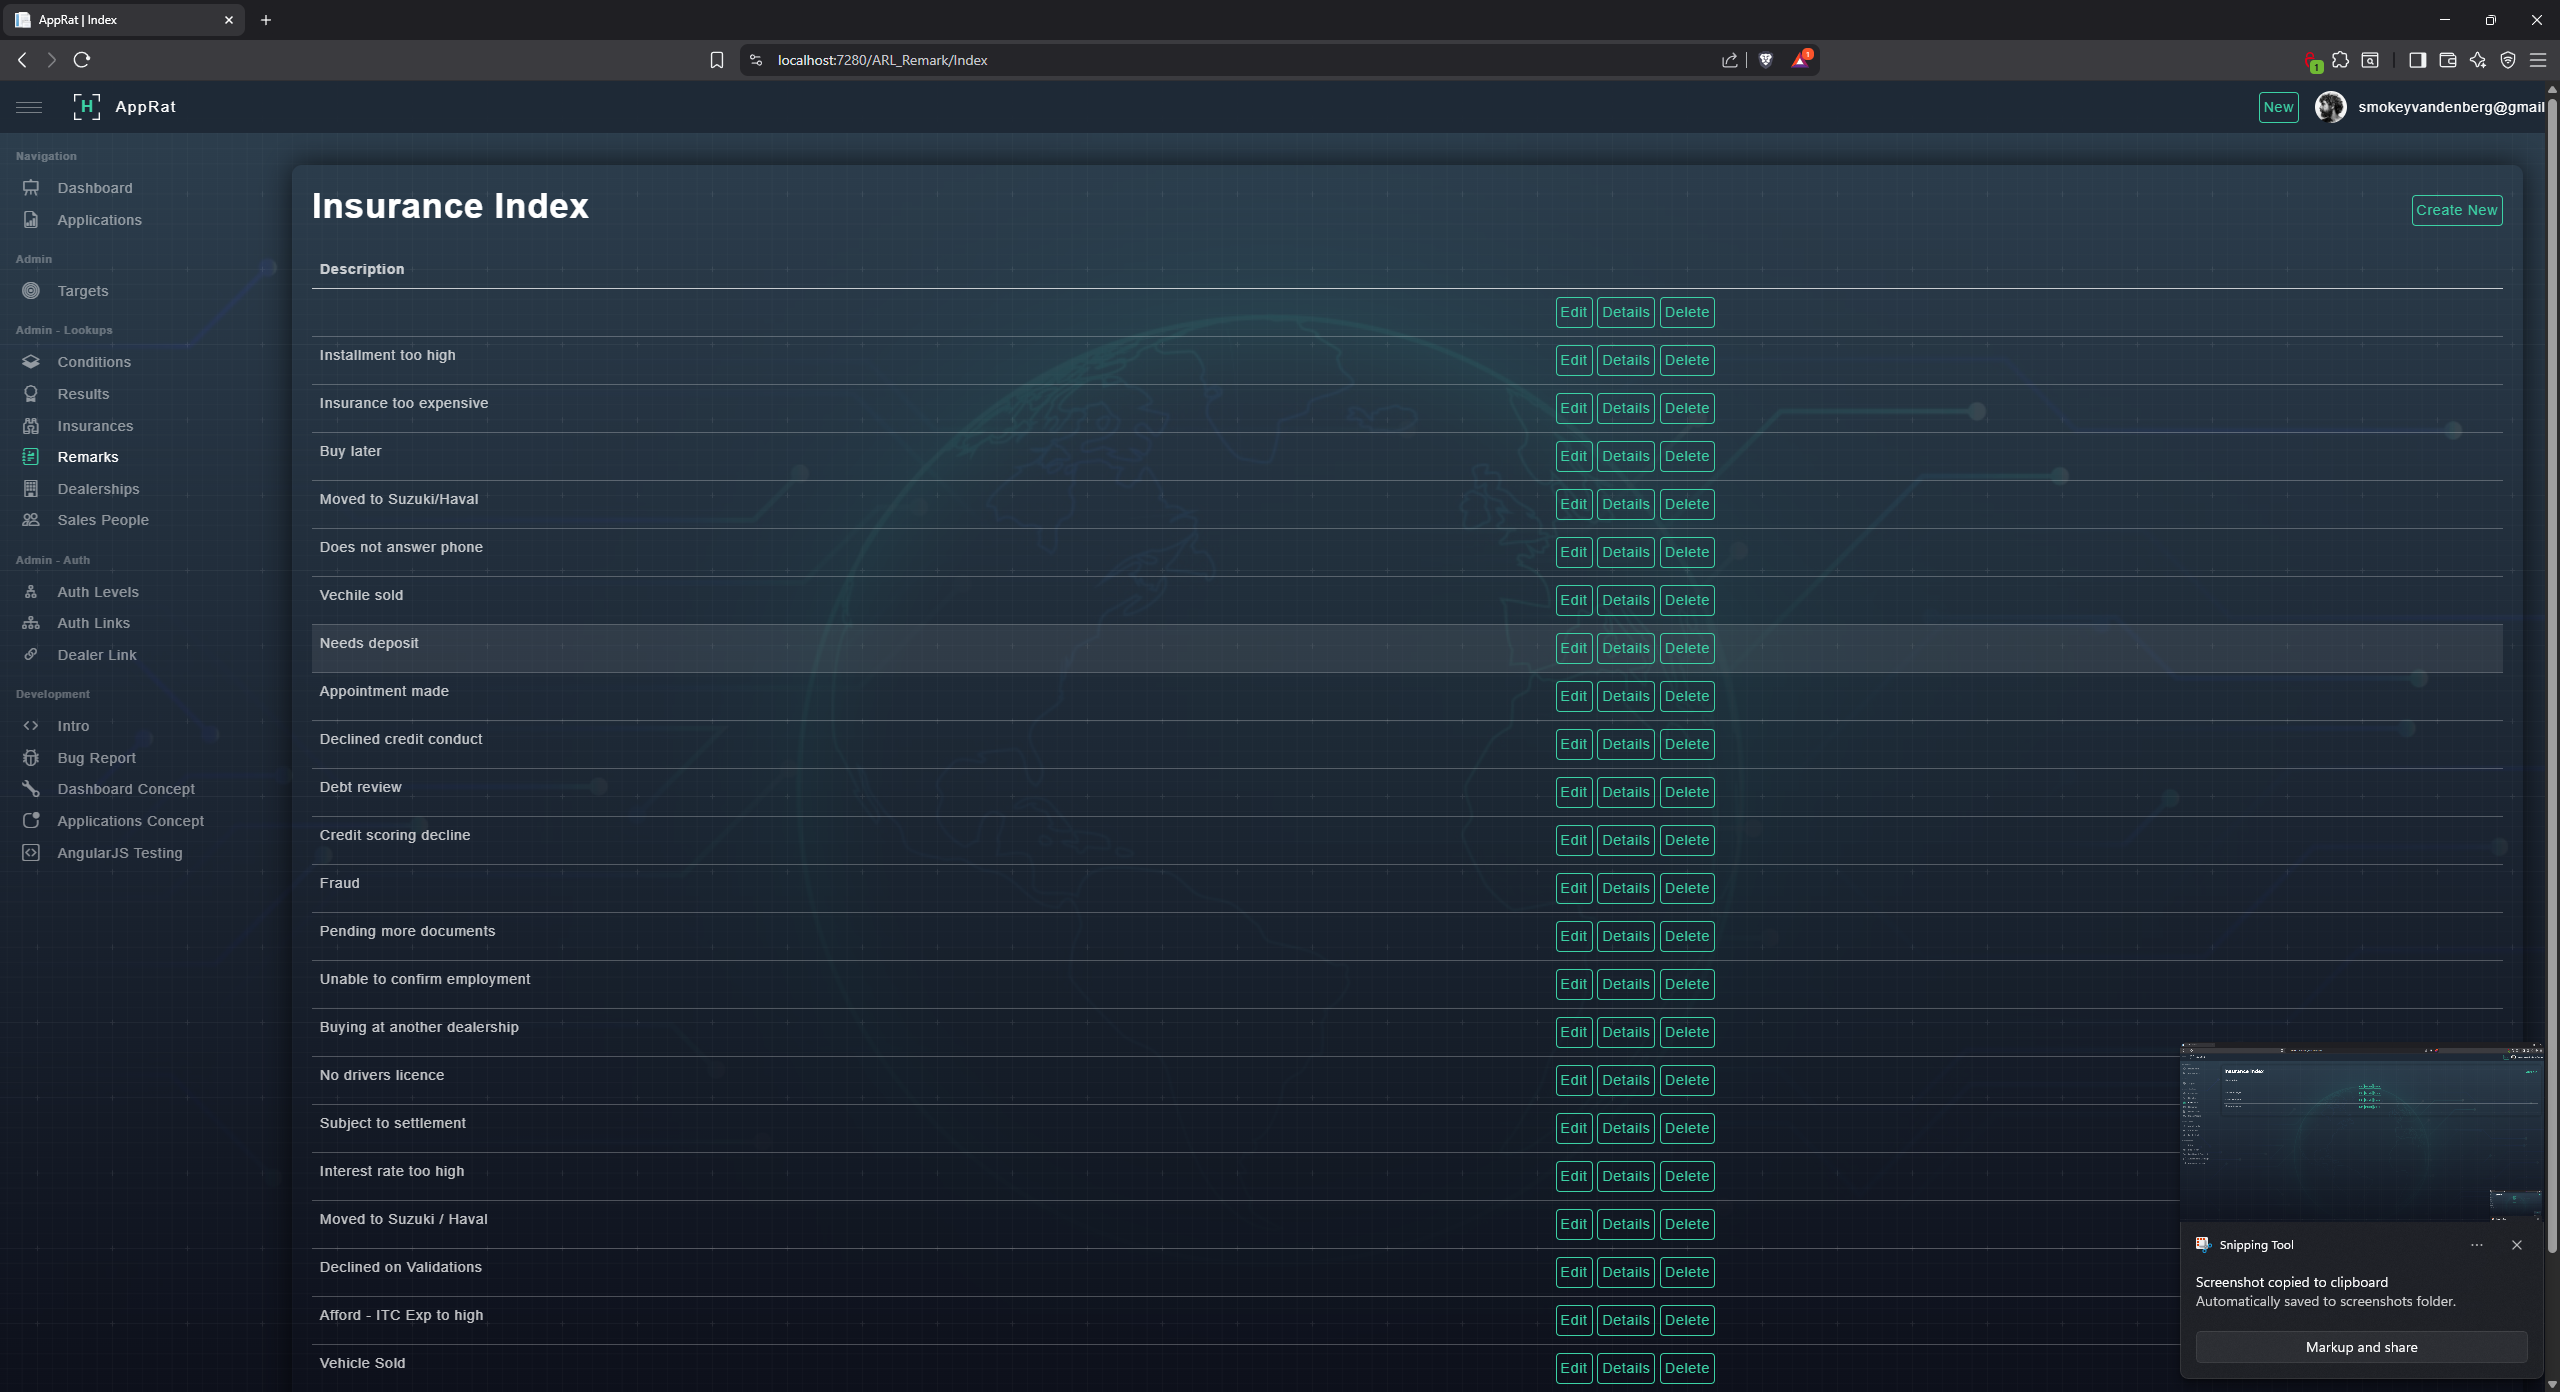 AppRat | Index
localhost:7280/ARL_Remark/Index
1
1
H AppRat
New
smokeyvandenberg@gmail
Navigation
Dashboard
Applications
Admin
Targets
Admin - Lookups
Conditions
Results
Insurances
Remarks
Dealerships
Sales People
Admin - Auth
Auth Levels
Auth Links
Dealer Link
Development
Intro
Bug Report
Dashboard Concept
Applications Concept
AngularJS Testing
Insurance Index
Create New
Description
Edit Details Delete
Installment too high Edit Details Delete
Insurance too expensive Edit Details Delete
Buy later Edit Details Delete
Moved to Suzuki/Haval Edit Details Delete
Does not answer phone Edit Details Delete
Vechile sold Edit Details Delete
Needs deposit Edit Details Delete
Appointment made Edit Details Delete
Declined credit conduct Edit Details Delete
Debt review Edit Details Delete
Credit scoring decline Edit Details Delete
Fraud Edit Details Delete
Pending more documents Edit Details Delete
Unable to confirm employment Edit Details Delete
Buying at another dealership Edit Details Delete
No drivers licence Edit Details Delete
Subject to settlement Edit Details Delete
Interest rate too high Edit Details Delete
Moved to Suzuki / Haval Edit Details Delete
Declined on Validations Edit Details Delete
Afford - ITC Exp to high Edit Details Delete
Vehicle Sold Edit Details Delete
Insurance Index
Snipping Tool
Screenshot copied to clipboard
Automatically saved to screenshots folder.
Markup and share